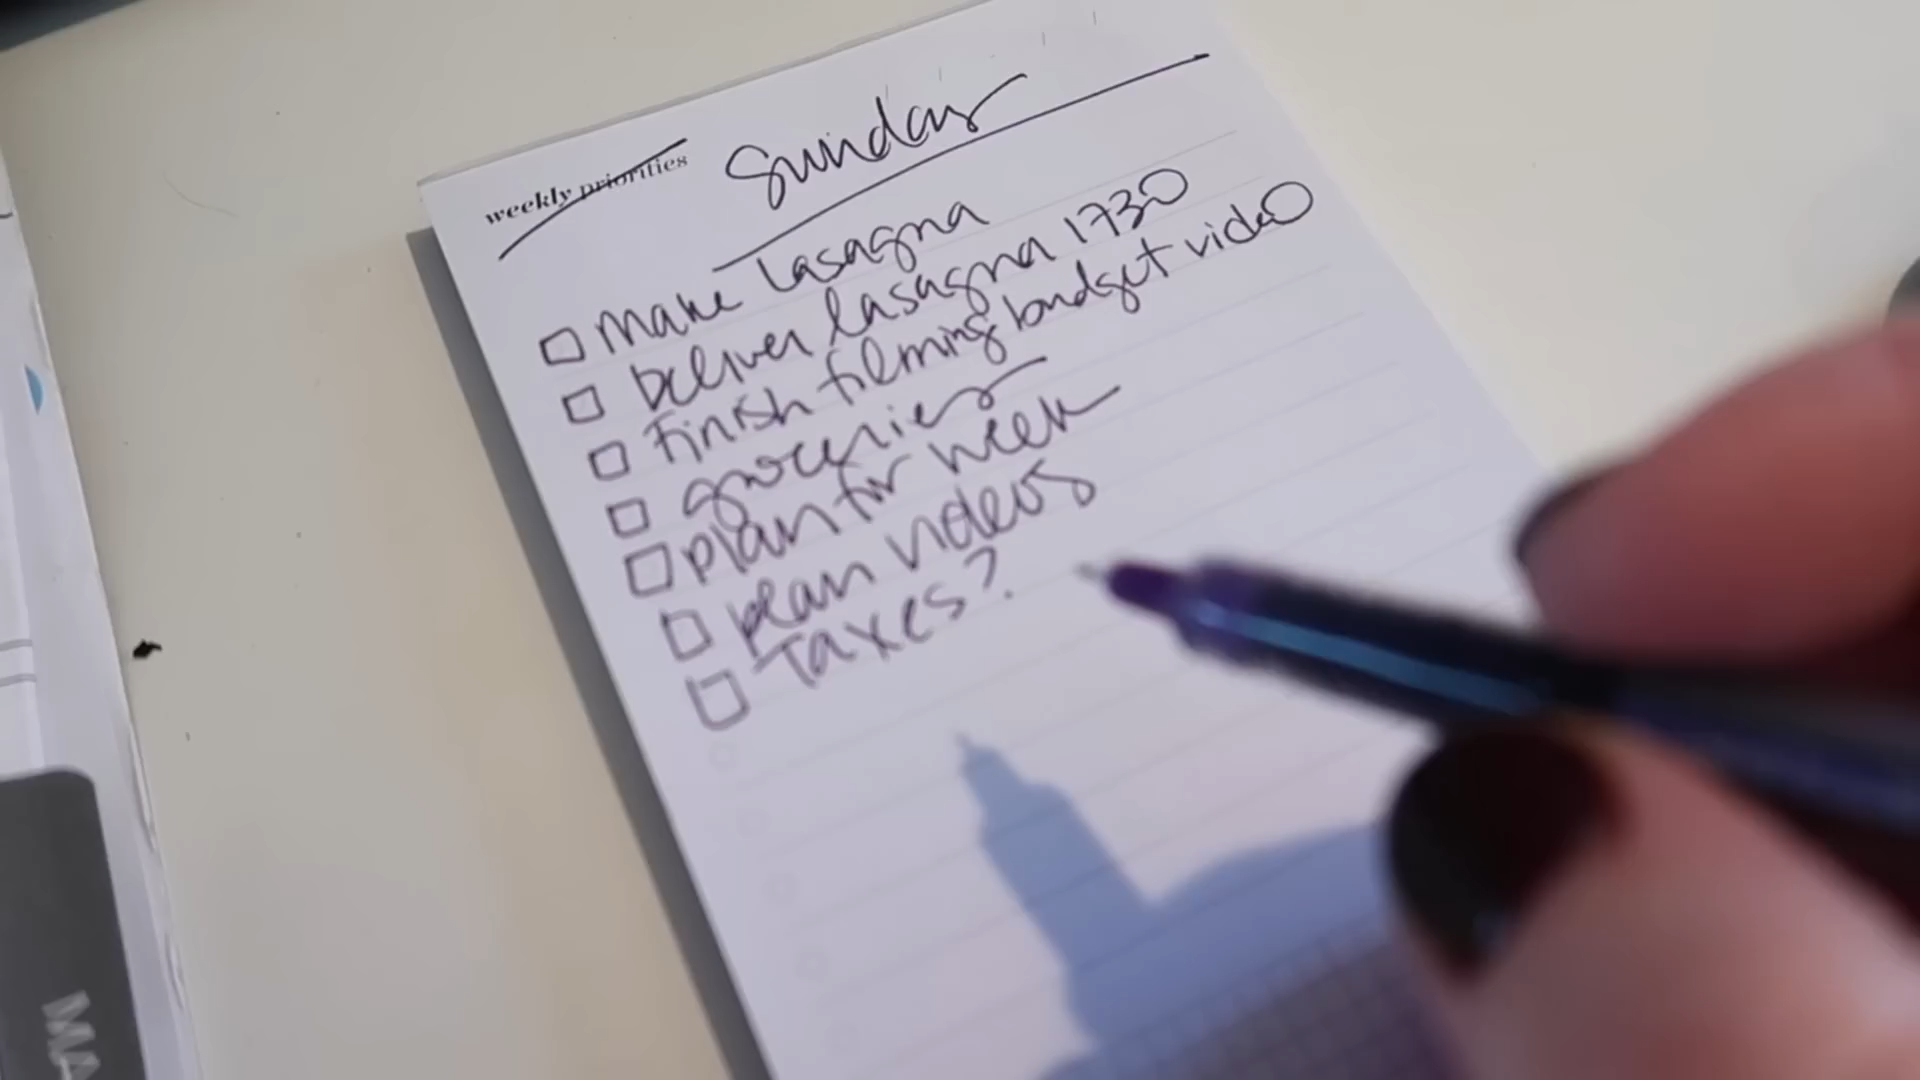 weekly priorities
Sunday
Make Lasagna
Deliver lasagna 1730
Finish filming budget video
groceries
plan for week
plan videos
Taxes?
MA